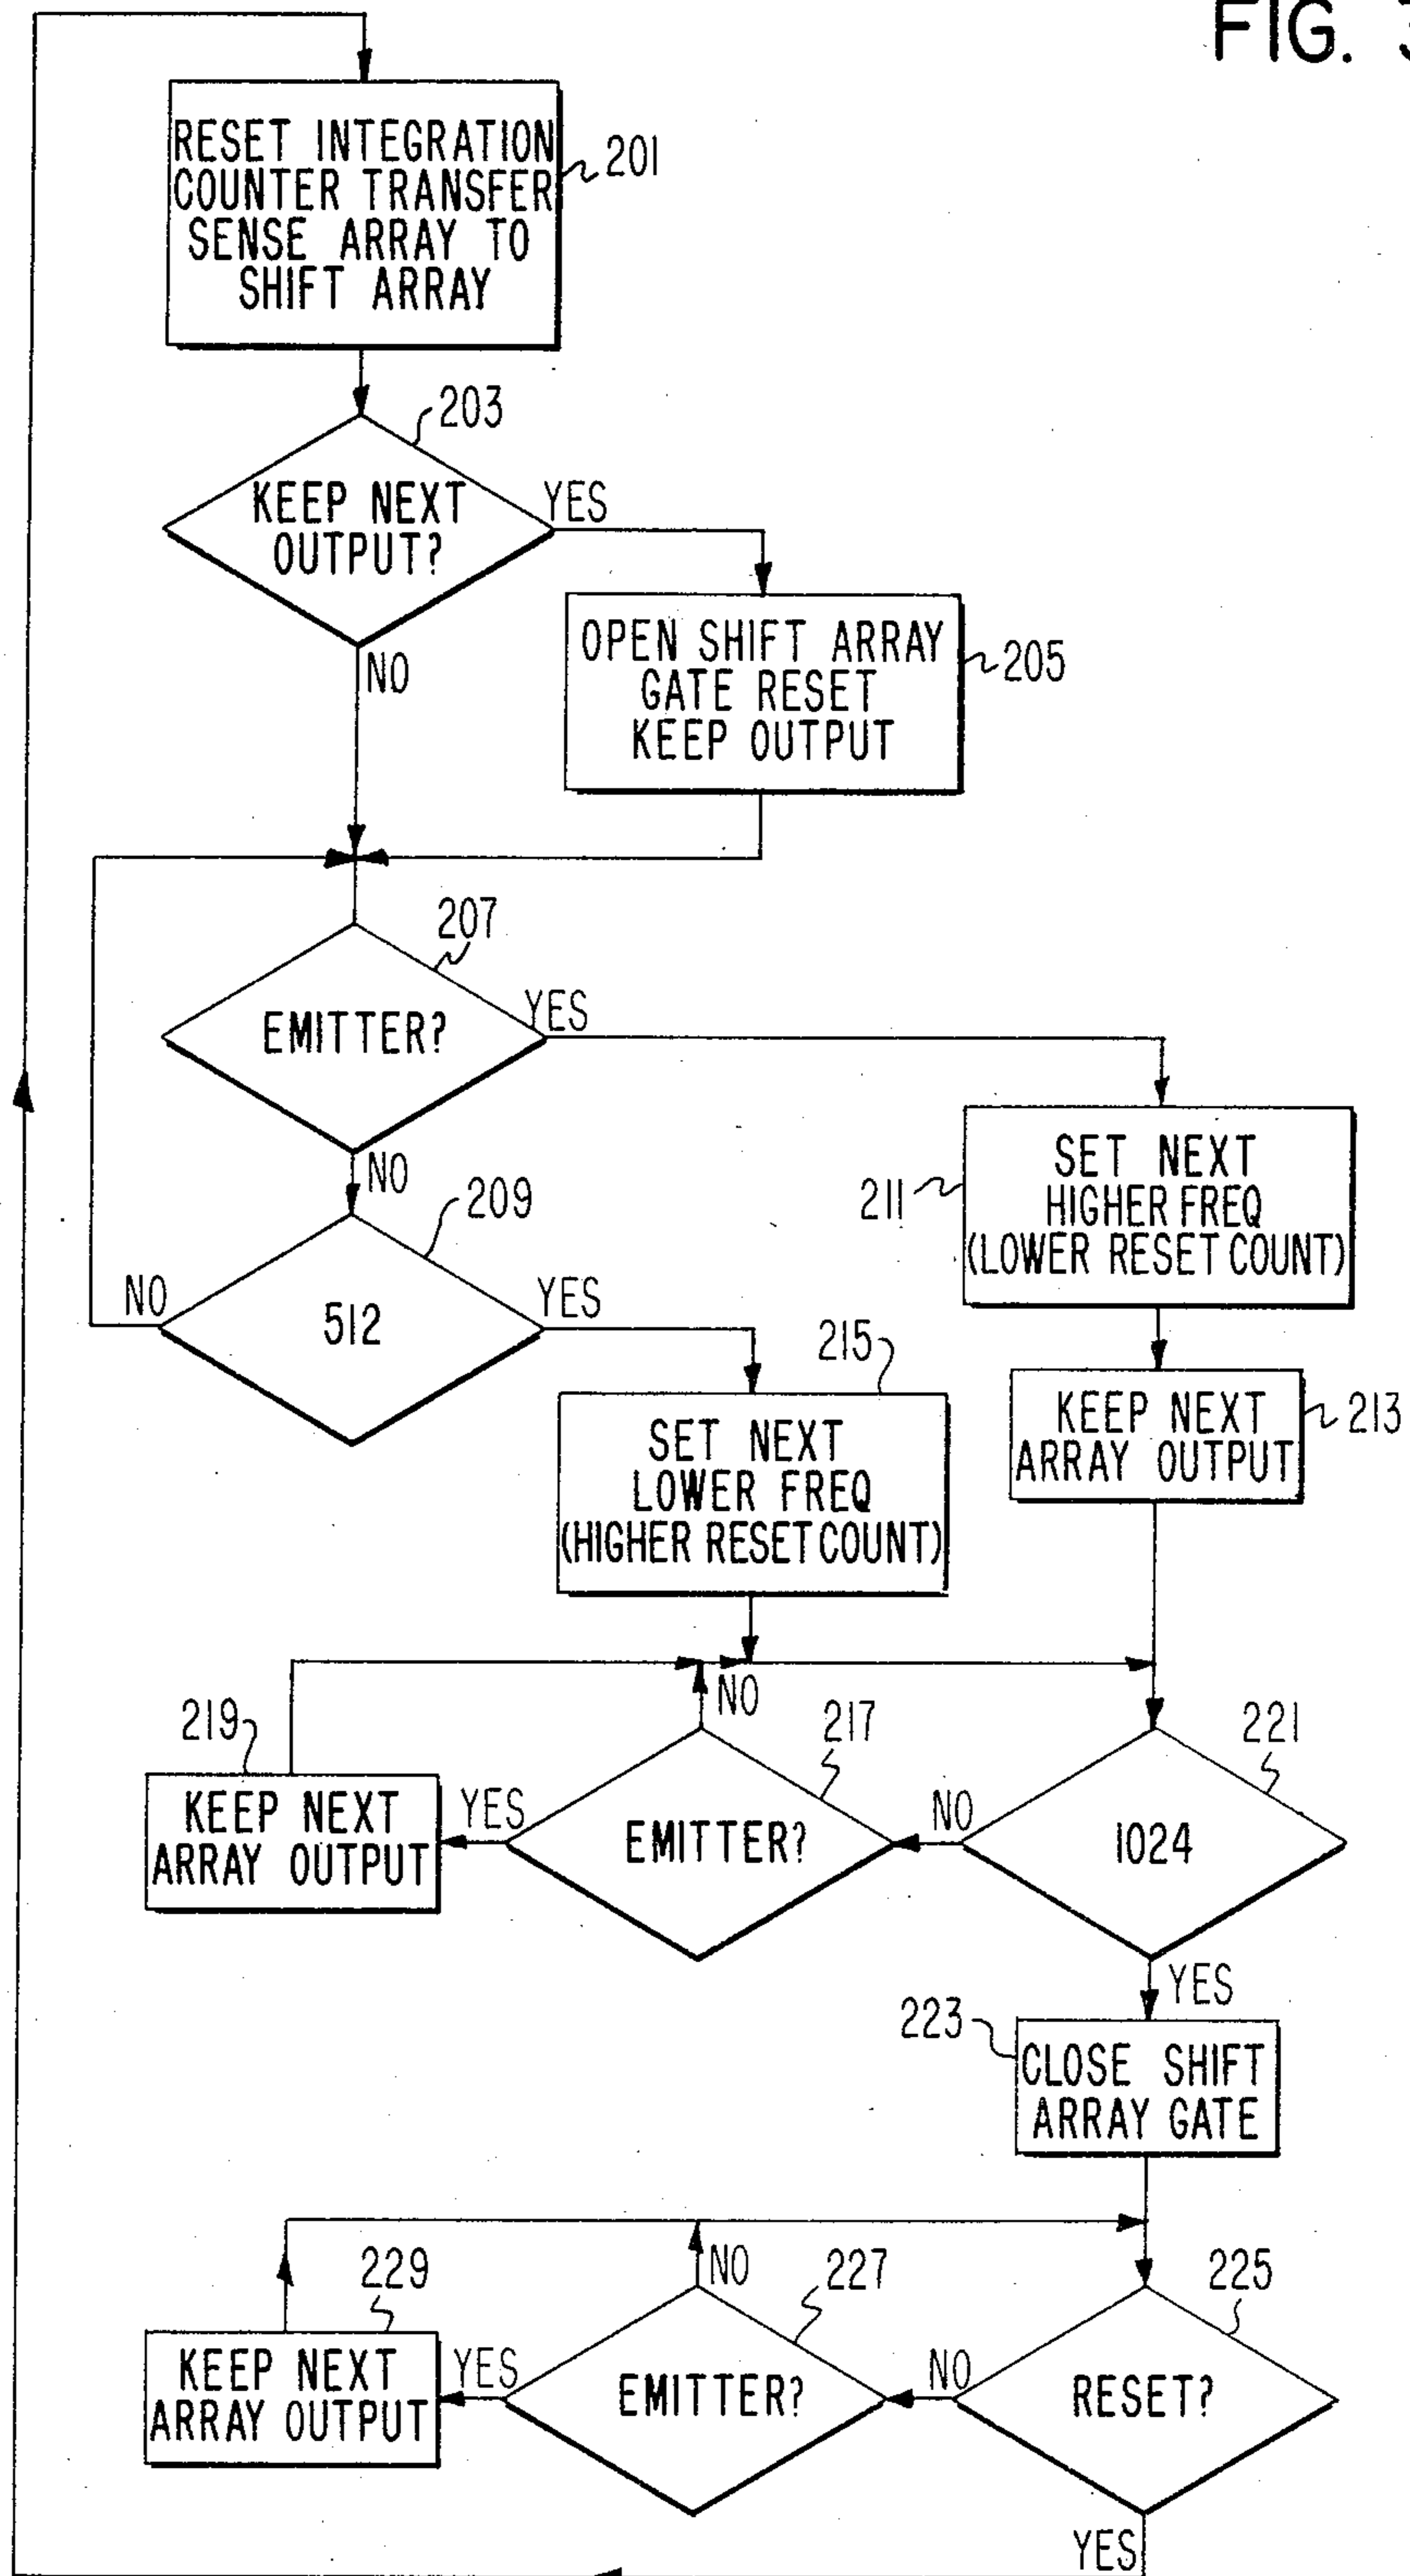 FIG. 3
RESET INTEGRATION
COUNTER TRANSFER
SENSE ARRAY TO
SHIFT ARRAY
201
203
KEEP NEXT
OUTPUT?
YES
NO
OPEN SHIFT ARRAY
GATE RESET
KEEP OUTPUT
205
207
EMITTER?
YES
NO
209
512
NO
YES
211
SET NEXT
HIGHER FREQ
(LOWER RESET COUNT)
KEEP NEXT
ARRAY OUTPUT
213
215
SET NEXT
LOWER FREQ
(HIGHER RESET COUNT)
219
KEEP NEXT
ARRAY OUTPUT
YES
NO
217
EMITTER?
NO
221
1024
YES
223
CLOSE SHIFT
ARRAY GATE
229
KEEP NEXT
ARRAY OUTPUT
YES
NO
227
EMITTER?
NO
225
RESET?
YES